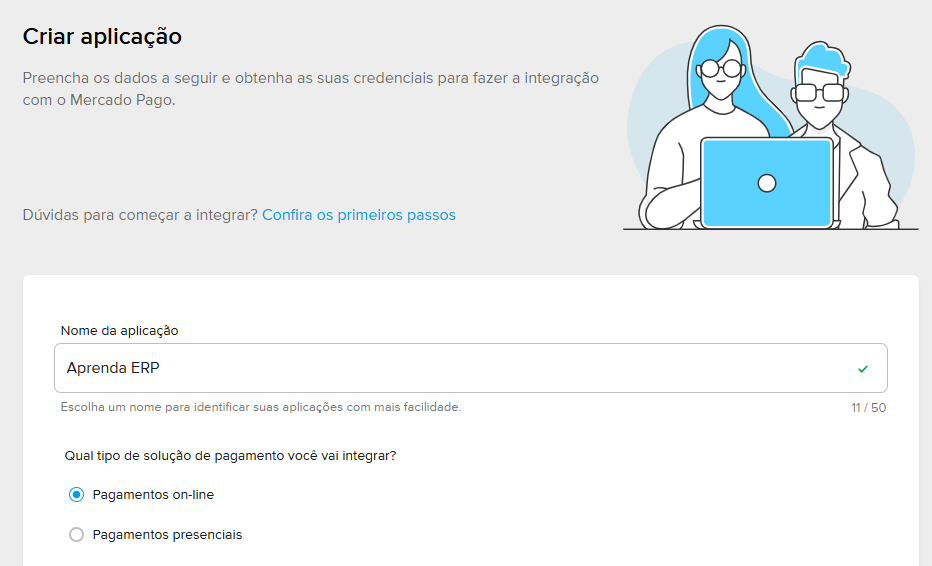 Criar aplicação
Preencha os dados a seguir e obtenha as suas credenciais para fazer a integração
com o Mercado Pago.
Dúvidas para começar a integrar? Confira os primeiros passos
Nome da aplicação
Aprenda ERP
Escolha um nome para identificar suas aplicações com mais facilidade.
11 / 50
Qual tipo de solução de pagamento você vai integrar?
Pagamentos on-line
Pagamentos presenciais